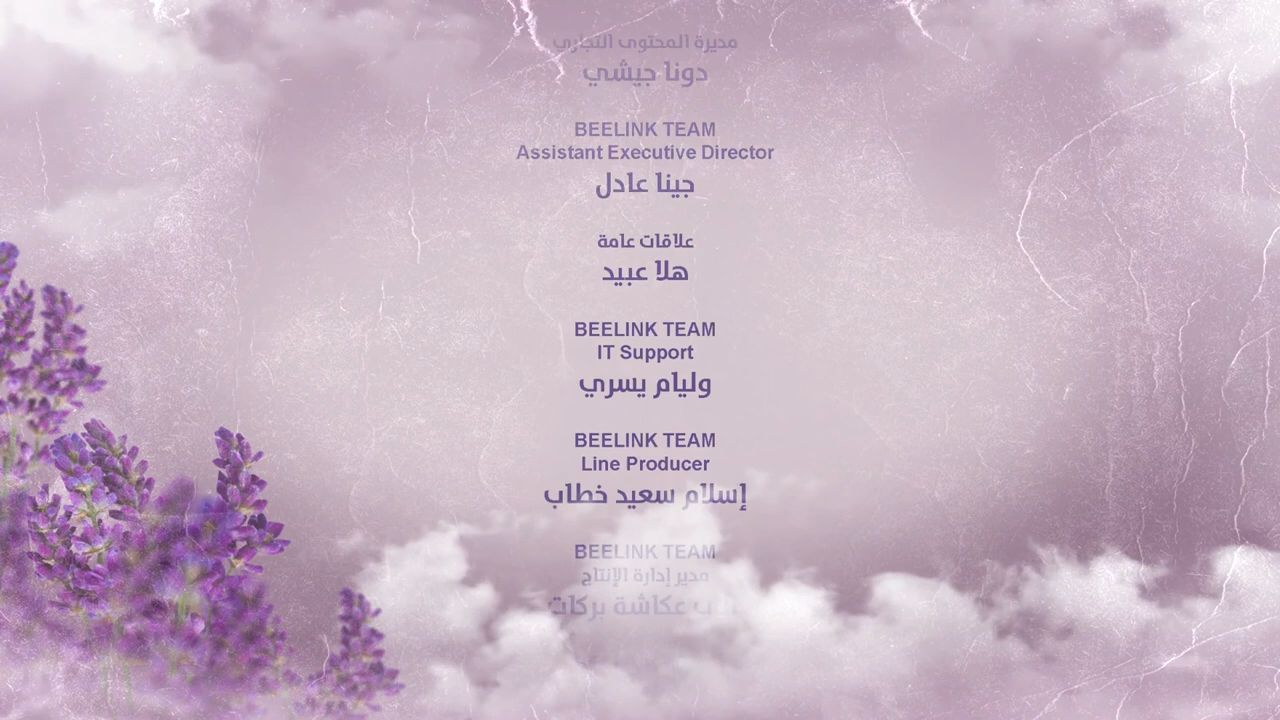 مديرة المحتوى التجاري
دونا جيشي
BEELINK TEAM
Assistant Executive Director
جينا عادل
علاقات عامة
هلا عبيد
BEELINK TEAM
IT Support
وليام يسري
BEELINK TEAM
Line Producer
إسلام سعيد خطاب
BEELINK TEAM
مدير إدارة الإنتاج
عكاشة بركات